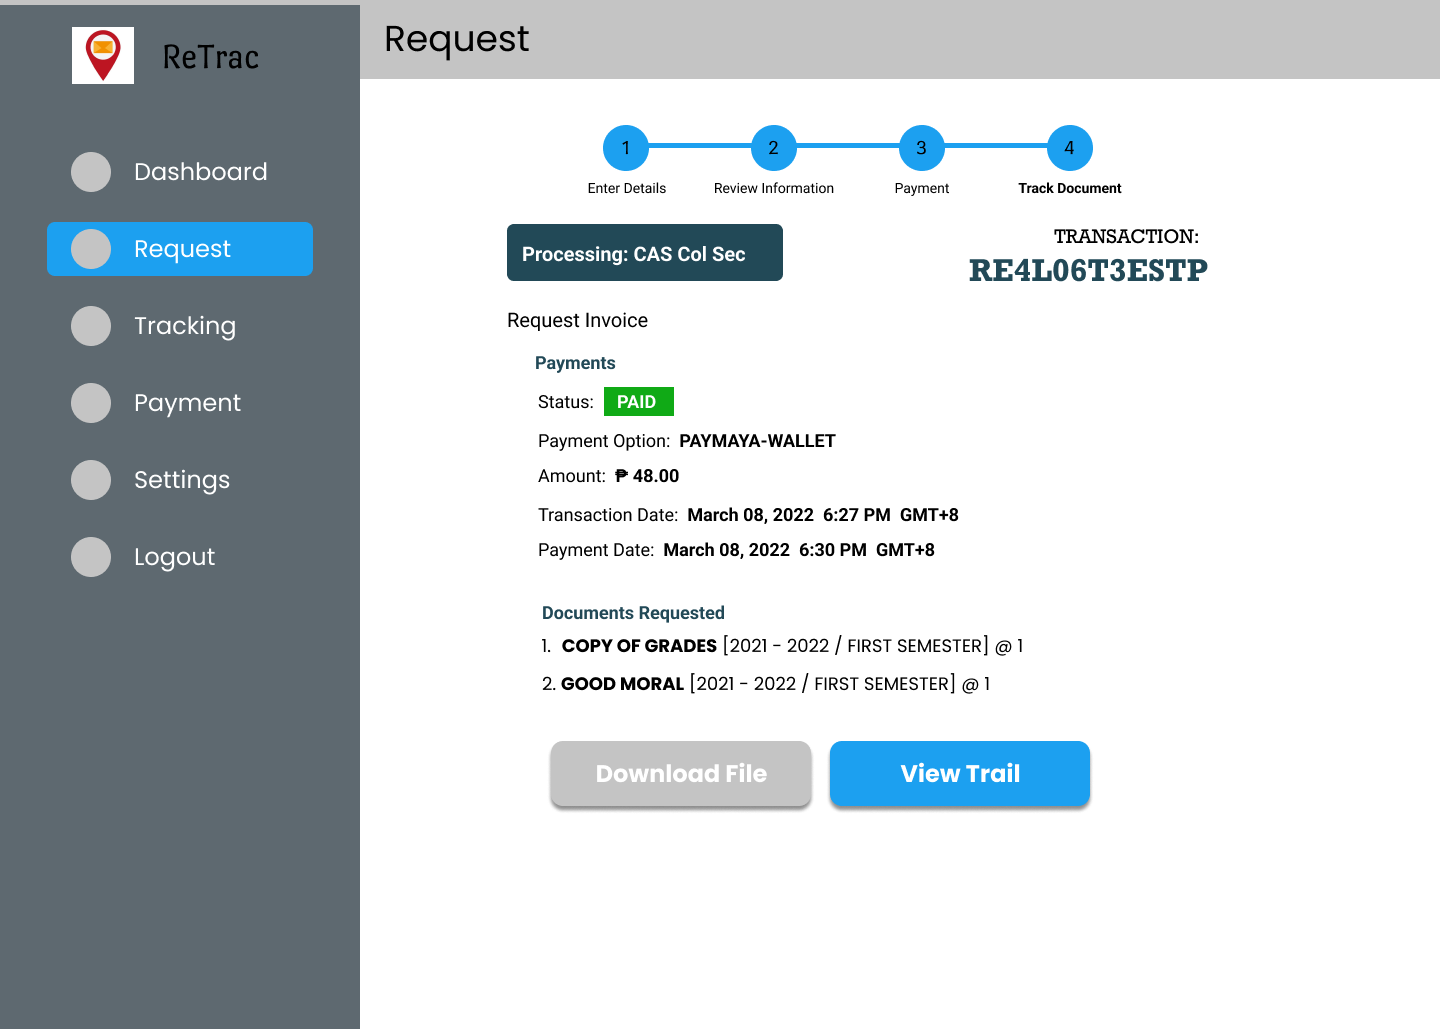 ReTrac
Dashboard
Request
Tracking
Payment
Settings
Logout
Request
1 2 3 4
Enter Details Review Information Payment Track Document
Processing: CAS Col Sec
TRANSACTION:
RE4L06T3ESTP
Request Invoice
Payments
Status: PAID
Payment Option: PAYMAYA-WALLET
Amount: ₱ 48.00
Transaction Date: March 08, 2022 6:27 PM GMT+8
Payment Date: March 08, 2022 6:30 PM GMT+8
Documents Requested
1. COPY OF GRADES [2021 - 2022 / FIRST SEMESTER] @ 1
2. GOOD MORAL [2021 - 2022 / FIRST SEMESTER] @ 1
Download File View Trail